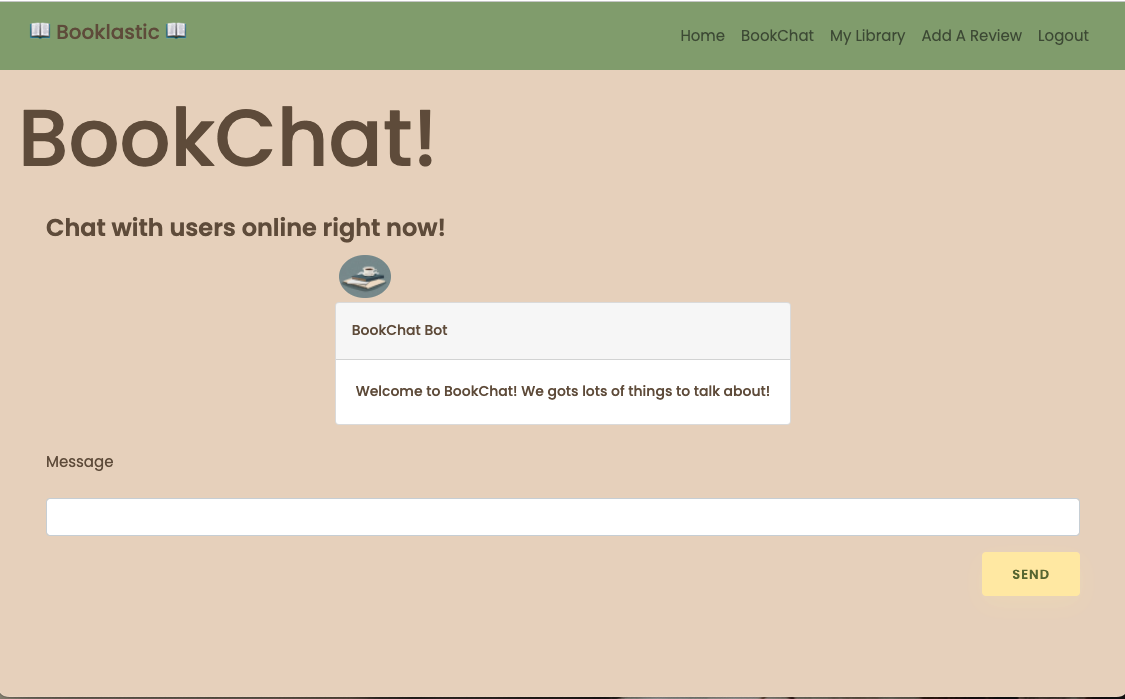 📖 Booklastic 📖
Home BookChat My Library Add A Review Logout
BookChat!
Chat with users online right now!
BookChat Bot
Welcome to BookChat! We gots lots of things to talk about!
Message
SEND